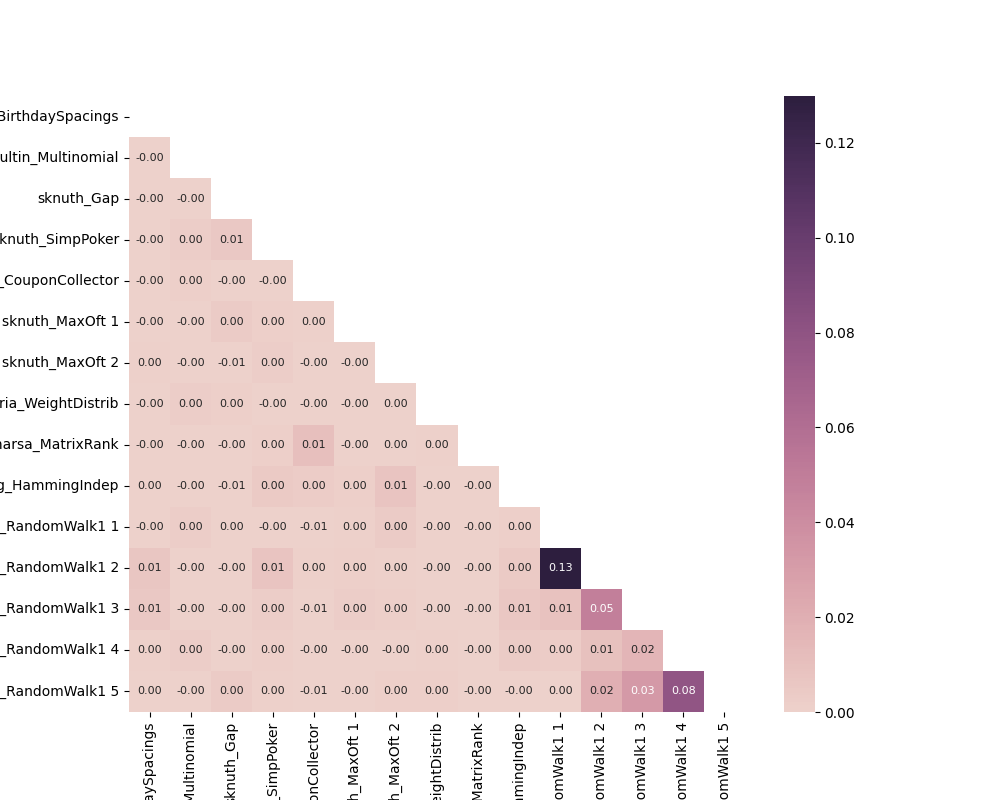 BirthdaySpacings
ultin_Multinomial
-0.00
sknuth_Gap
-0.00 -0.00
knuth_SimpPoker
-0.00 0.00 0.01
_CouponCollector
-0.00 0.00 -0.00 -0.00
sknuth_MaxOft 1
-0.00 -0.00 0.00 0.00 0.00
sknuth_MaxOft 2
0.00 -0.00 -0.01 0.00 -0.00 -0.00
ria_WeightDistrib
-0.00 0.00 0.00 -0.00 -0.00 -0.00 0.00
arsa_MatrixRank
-0.00 -0.00 -0.00 0.00 0.01 -0.00 0.00 0.00
g_HammingIndep
0.00 -0.00 -0.01 0.00 0.00 0.00 0.01 -0.00 -0.00
_RandomWalk1 1
-0.00 0.00 0.00 -0.00 -0.01 0.00 0.00 -0.00 -0.00 0.00
_RandomWalk1 2
0.01 -0.00 -0.00 0.01 0.00 0.00 0.00 -0.00 -0.00 0.00 0.13
_RandomWalk1 3
0.01 -0.00 -0.00 0.00 -0.01 0.00 0.00 -0.00 -0.00 0.01 0.01 0.05
_RandomWalk1 4
0.00 0.00 -0.00 0.00 -0.00 -0.00 -0.00 0.00 -0.00 0.00 0.00 0.01 0.02
_RandomWalk1 5
0.00 -0.00 0.00 0.00 -0.01 -0.00 0.00 0.00 -0.00 -0.00 0.00 0.02 0.03 0.08
aySpacings
Multinomial
sknuth_Gap
_SimpPoker
onCollector
h_MaxOft 1
h_MaxOft 2
eightDistrib
MatrixRank
mingIndep
omWalk1 1
omWalk1 2
omWalk1 3
omWalk1 4
omWalk1 5
0.12
0.10
0.08
0.06
0.04
0.02
0.00